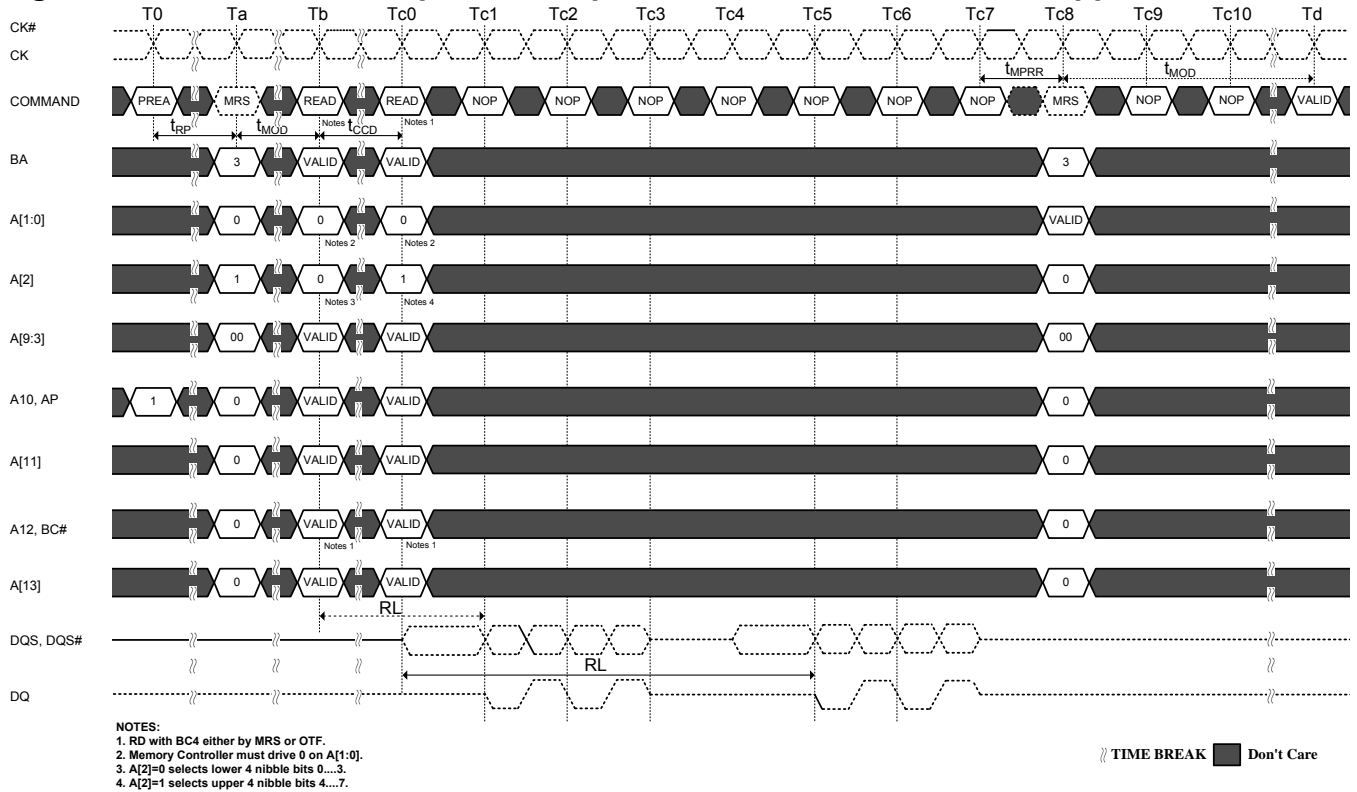 T0 Ta Tb Tc0 Tc1 Tc2 Tc3 Tc4 Tc5 Tc6 Tc7 Tc8 Tc9 Tc10 Td
CK#
CK
tMPRR tMOD
COMMAND PREA MRS READ READ NOP NOP NOP NOP NOP NOP NOP MRS NOP NOP VALID
Notes 1 Notes 1
tRP tMOD tCCD
BA 3 VALID VALID 3
A[1:0] 0 0 0 VALID
Notes 2 Notes 2
A[2] 1 0 1 0
Notes 3 Notes 4
A[9:3] 00 VALID VALID 00
A10, AP 1 0 VALID VALID 0
A[11] 0 VALID VALID 0
A12, BC# 0 VALID VALID 0
Notes 1 Notes 1
A[13] 0 VALID VALID 0
RL
DQS, DQS#
RL
DQ
NOTES:
1. RD with BC4 either by MRS or OTF.
2. Memory Controller must drive 0 on A[1:0].
3. A[2]=0 selects lower 4 nibble bits 0....3.
4. A[2]=1 selects upper 4 nibble bits 4....7.
TIME BREAK Don't Care